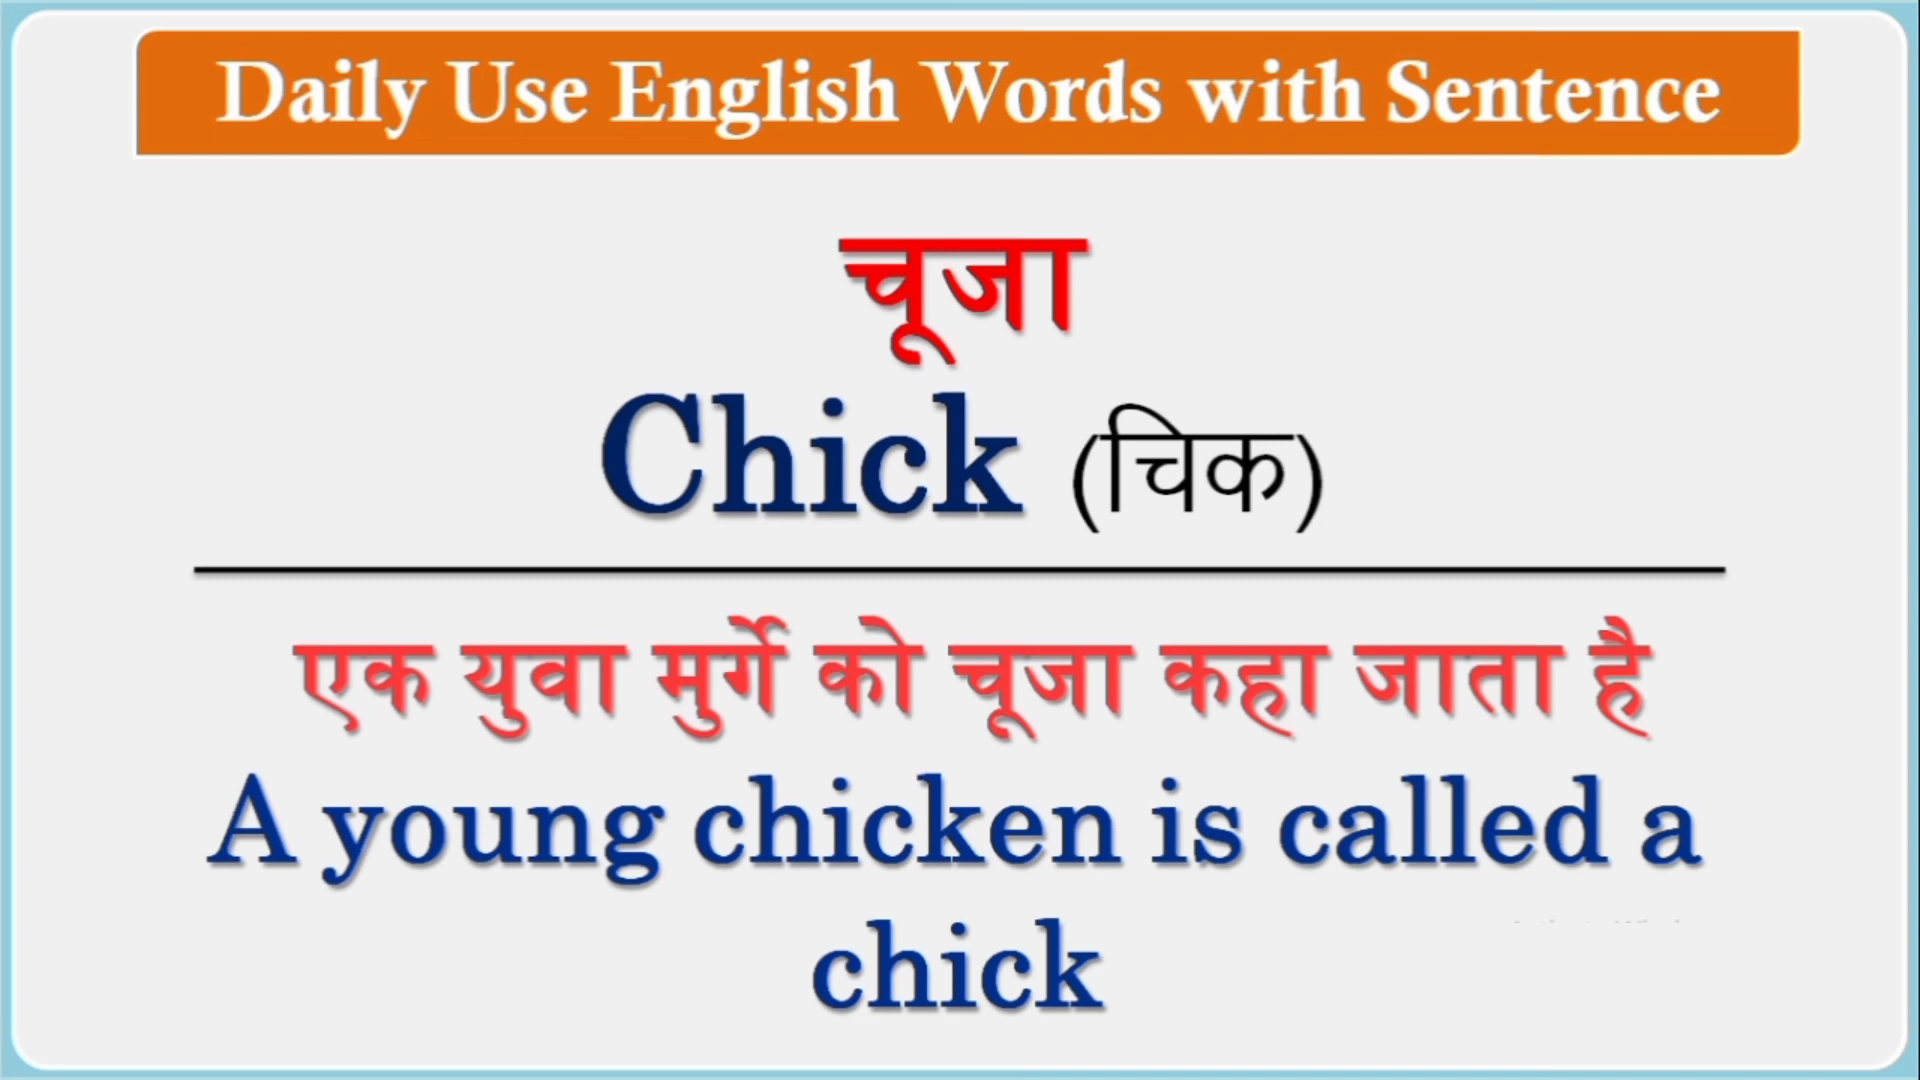 Daily Use English Words with Sentence
चूजा
Chick (चिक)
एक युवा मुर्गे को चूजा कहा जाता है
A young chicken is called a
chick